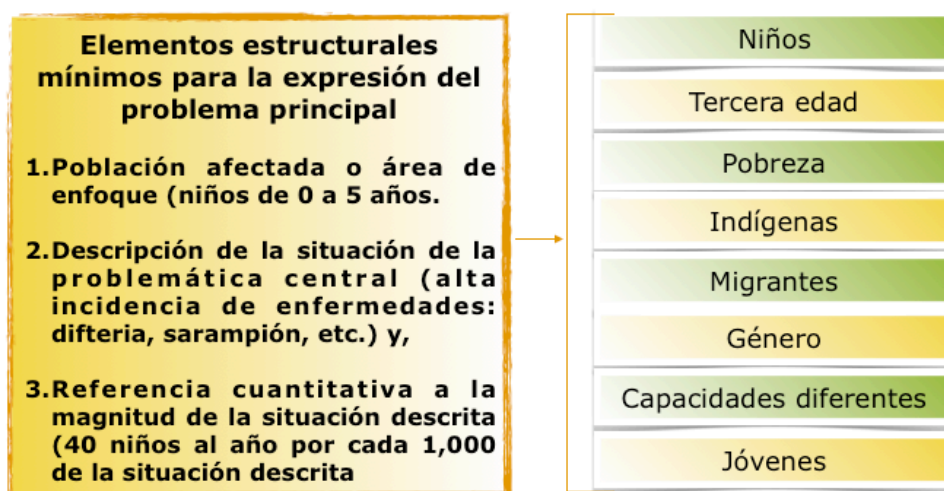 Elementos estructurales
mínimos para la expresión del
problema principal
1.Población afectada o área de
enfoque (niños de 0 a 5 años.
2.Descripción de la situación de la
problemática central (alta
incidencia de enfermedades:
difteria, sarampión, etc.) y,
3.Referencia cuantitativa a la
magnitud de la situación descrita
(40 niños al año por cada 1,000
de la situación descrita
Niños
Tercera edad
Pobreza
Indígenas
Migrantes
Género
Capacidades diferentes
Jóvenes